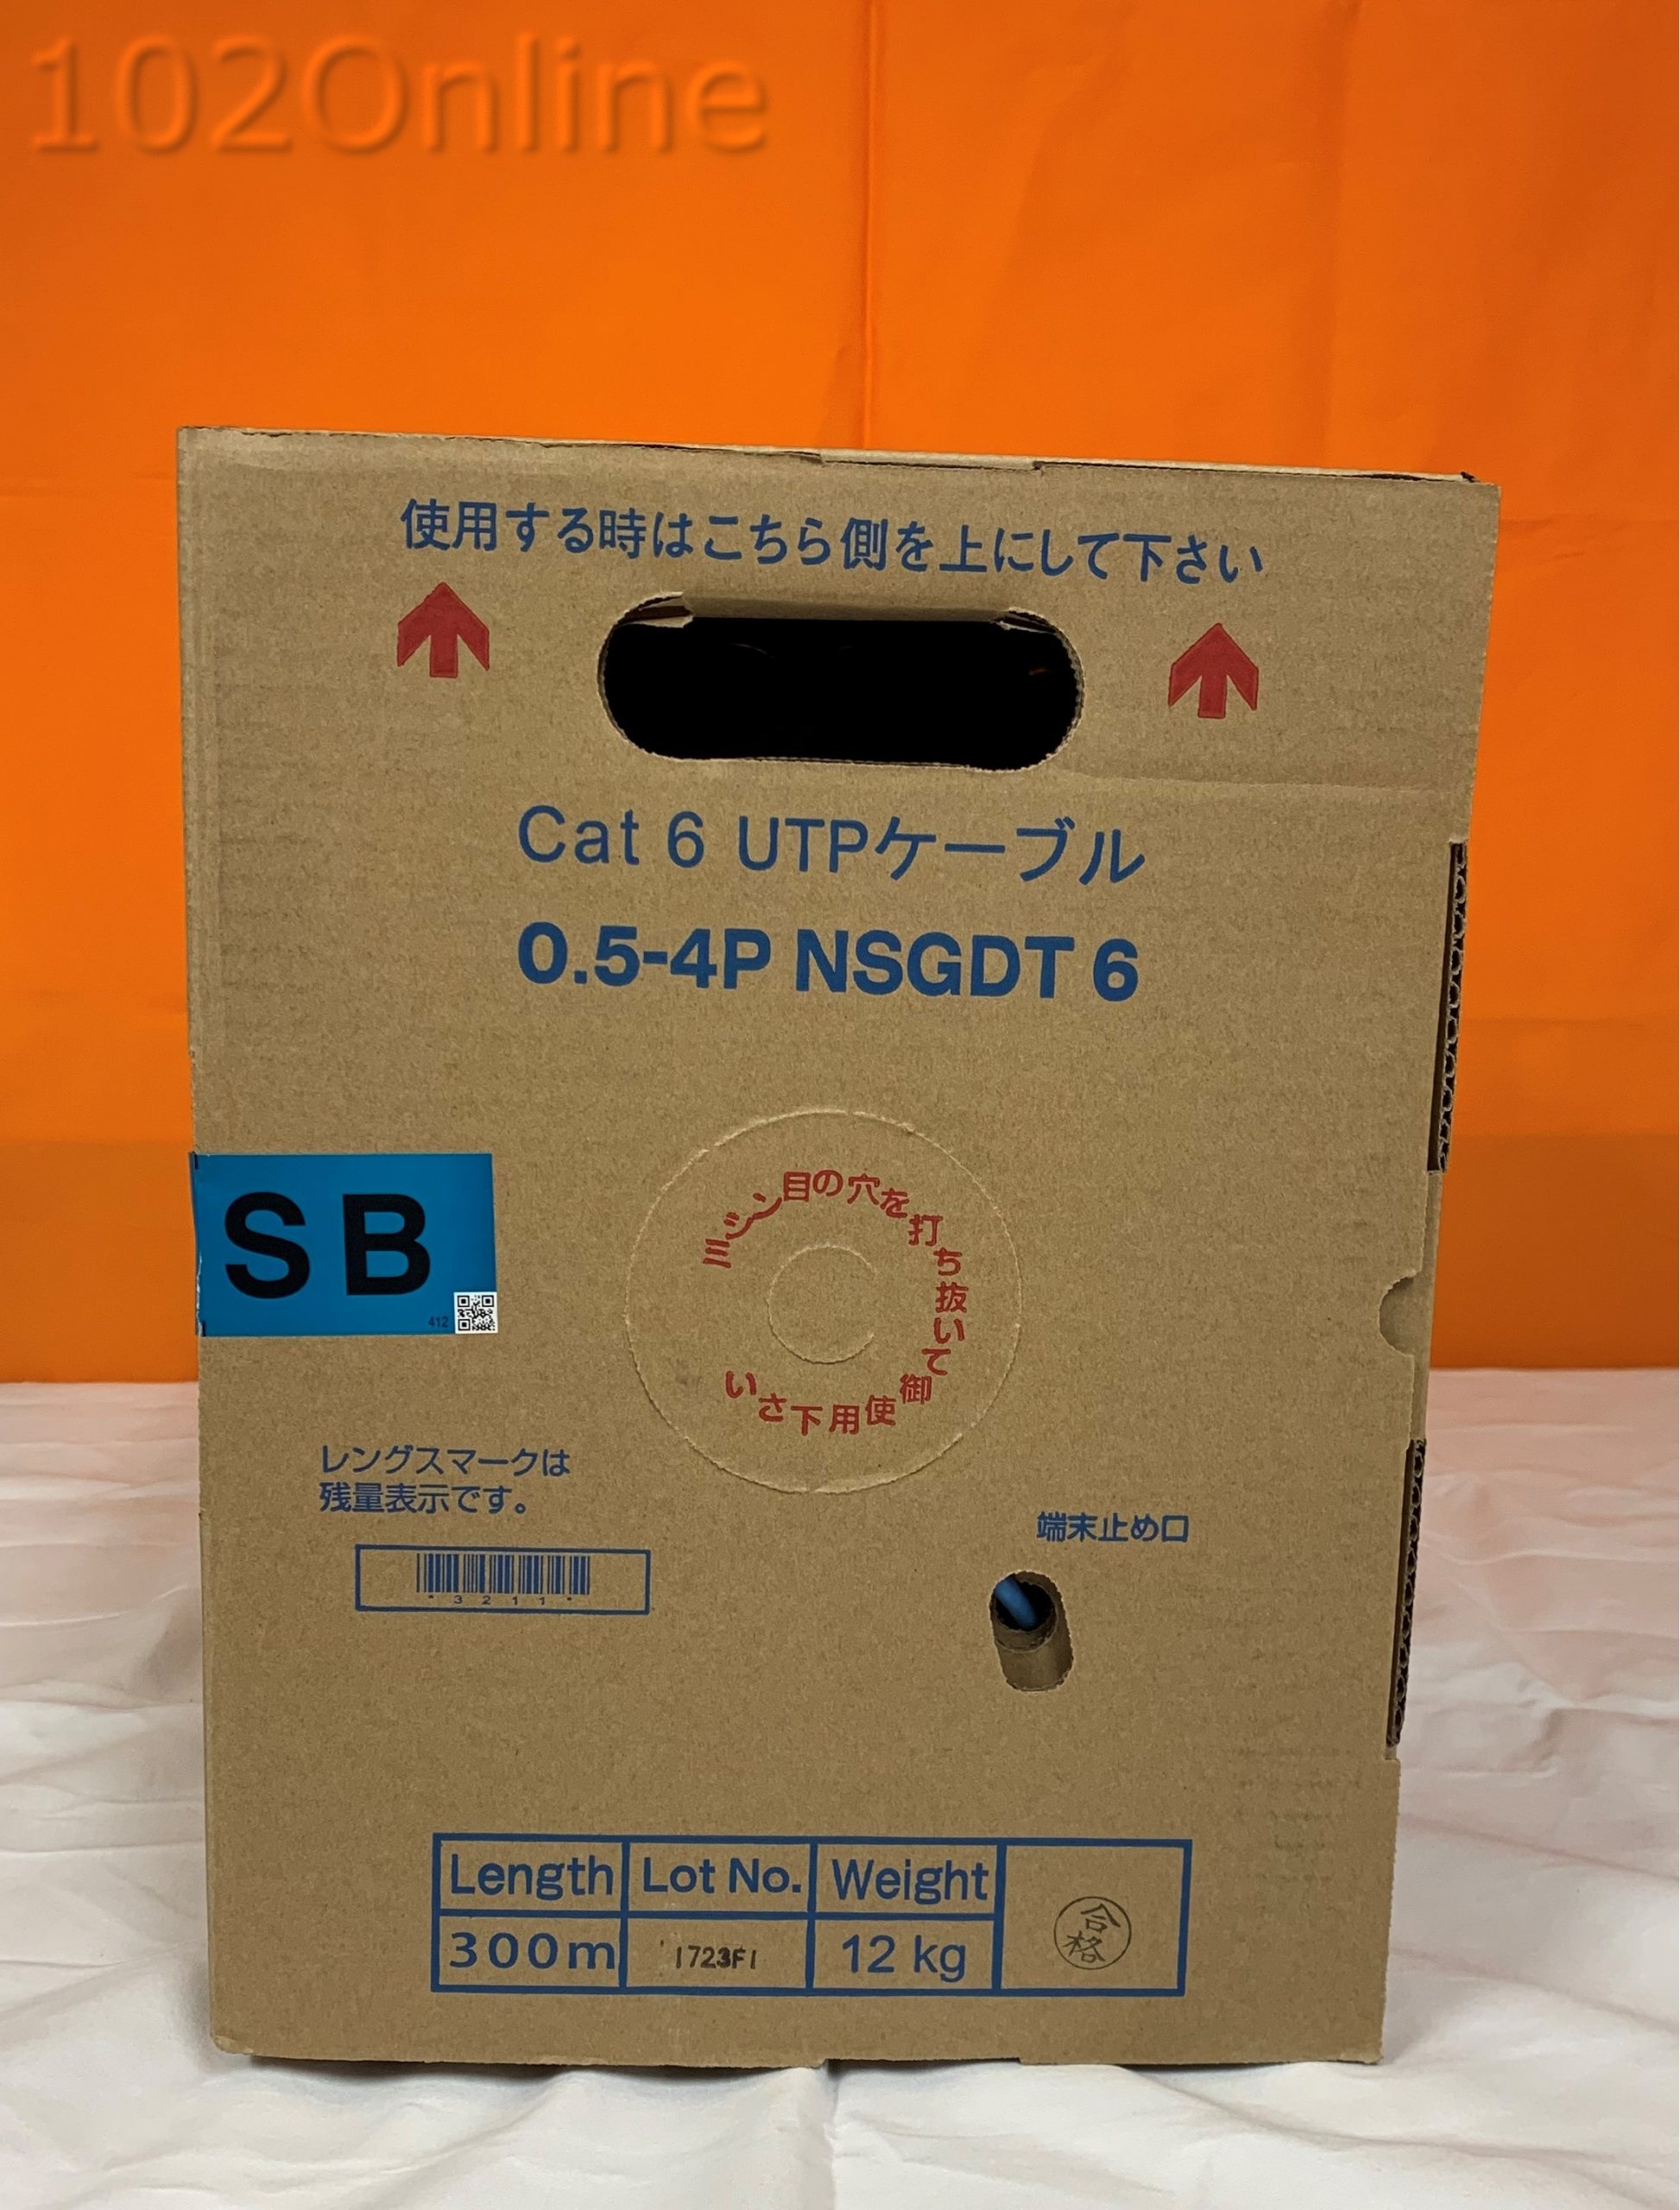 102Online
使用する時はこちら側を上にして下さい
Cat 6 UTPケーブル
0.5-4P NSGDT 6
SB
412
ミシン目の穴を打ち抜いて御使用下さい
レングスマークは
残量表示です。
*3211*
端末止め口
Length Lot No. Weight
300m 1723F1 12 kg
合格